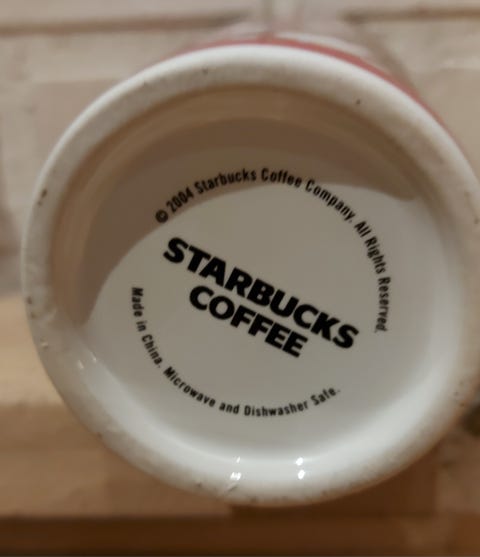 © 2004 Starbucks Coffee Company. All Rights Reserved.
STARBUCKS
COFFEE
Made in China. Microwave and Dishwasher Safe.